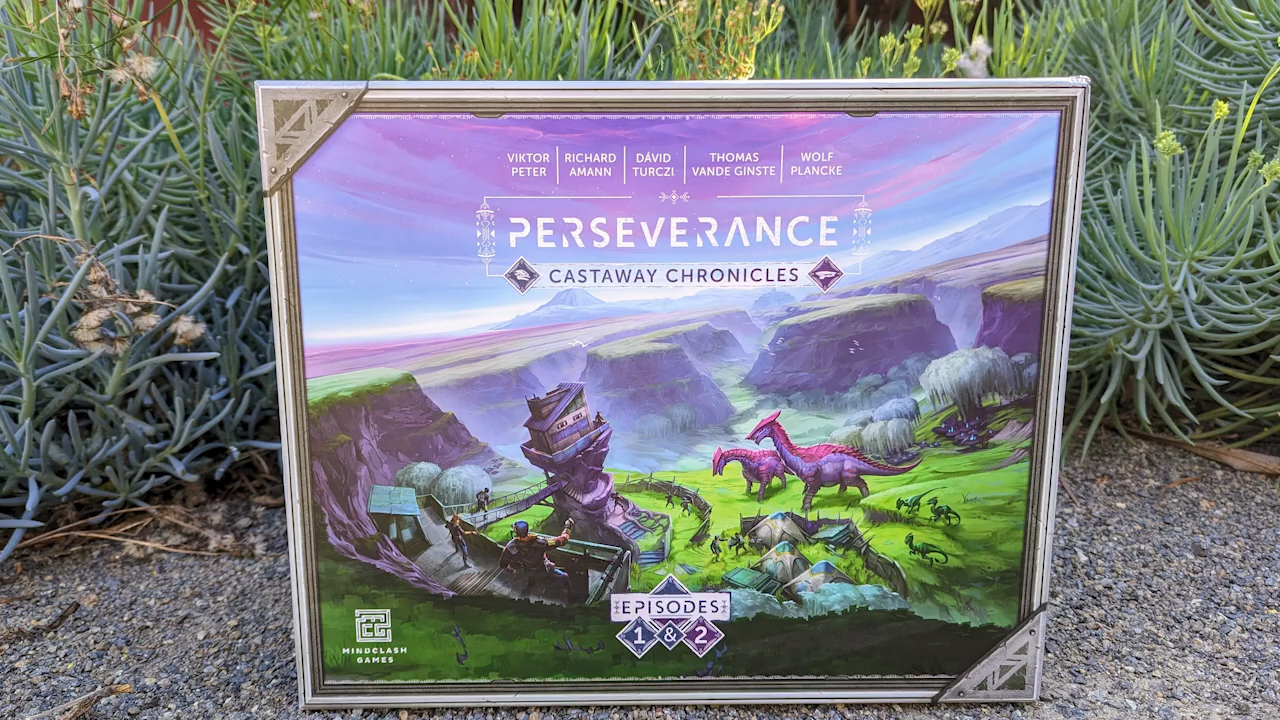 VIKTOR PETER
RICHARD AMANN
DÁVID TURCZI
THOMAS VANDE GINSTE
WOLF PLANCKE
PERSEVERANCE
CASTAWAY CHRONICLES
EPISODES
1 & 2
MINDCLASH
GAMES